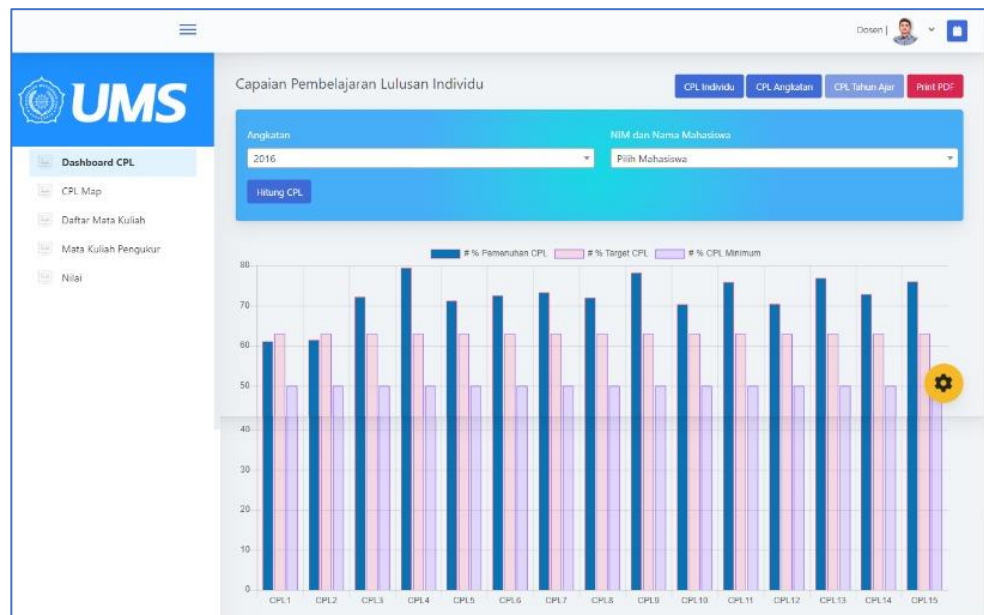 Dosen |
UMS
Capaian Pembelajaran Lulusan Individu
CPL Individu CPL Angkatan CPL Tahun Ajar Print PDF
Angkatan NIM dan Nama Mahasiswa
2016 Pilih Mahasiswa
Hitung CPL
Dashboard CPL
CPL Map
Daftar Mata Kuliah
Mata Kuliah Pengukur
Nilai
# % Pemenuhan CPL # % Target CPL # % CPL Minimum
80
70
60
50
40
30
20
10
0
CPL1 CPL2 CPL3 CPL4 CPL5 CPL6 CPL7 CPL8 CPL9 CPL10 CPL11 CPL12 CPL13 CPL14 CPL15